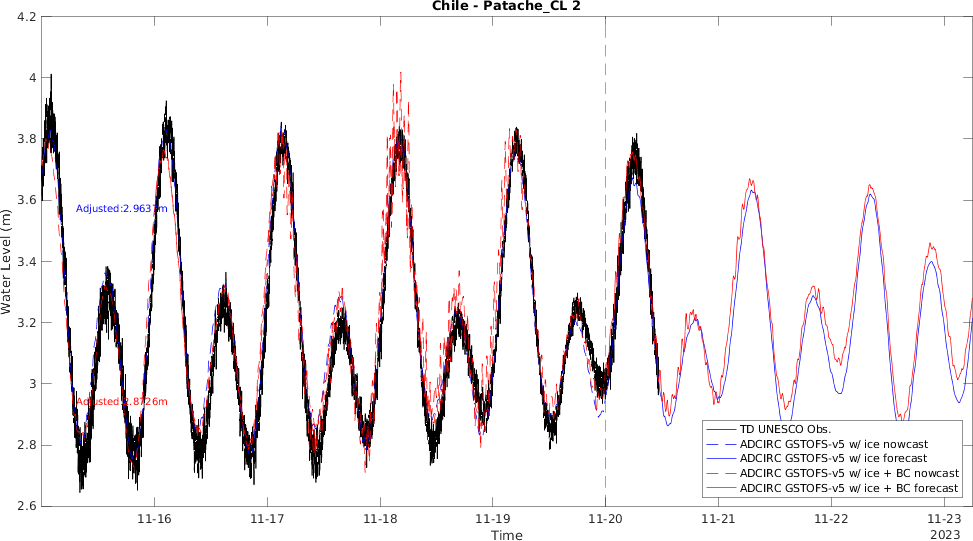 Chile - Patache_CL 2
4.2
4
3.8
3.6
3.4
3.2
3
2.8
2.6
Water Level (m)
Adjusted:2.9637m
Adjusted:2.8726m
TD UNESCO Obs.
ADCIRC GSTOFS-v5 w/ ice nowcast
ADCIRC GSTOFS-v5 w/ ice forecast
ADCIRC GSTOFS-v5 w/ ice + BC nowcast
ADCIRC GSTOFS-v5 w/ ice + BC forecast
11-16 11-17 11-18 11-19 11-20 11-21 11-22 11-23
Time 2023